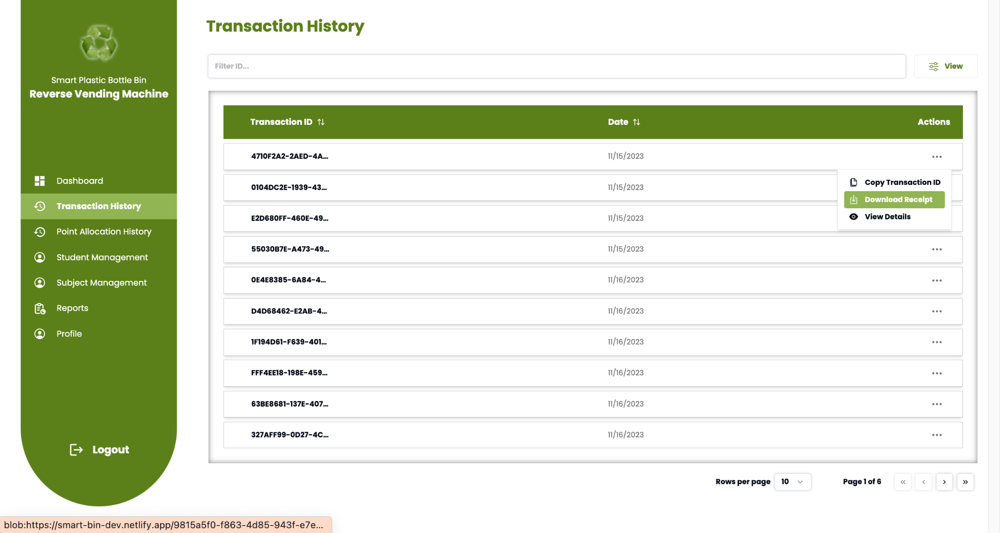 Smart Plastic Bottle Bin
Reverse Vending Machine
Dashboard
Transaction History
Point Allocation History
Student Management
Subject Management
Reports
Profile
Logout
Transaction History
Filter ID...
View
Transaction ID Date Actions
4710F2A2-2AED-4A... 11/15/2023
0104DC2E-1939-43... 11/15/2023
E2D680FF-460E-49... 11/15/2023
55030B7E-A473-49... 11/15/2023
0E4E8385-6A84-4... 11/16/2023
D4D68462-E2AB-4... 11/16/2023
1F194D61-F639-401... 11/16/2023
FFF4EE18-198E-459... 11/16/2023
63BE8681-137E-407... 11/16/2023
327AFF99-0D27-4C... 11/16/2023
Copy Transaction ID
Download Receipt
View Details
Rows per page 10 Page 1 of 6
blob:https://smart-bin-dev.netlify.app/9815a5f0-f863-4d85-943f-e7e...